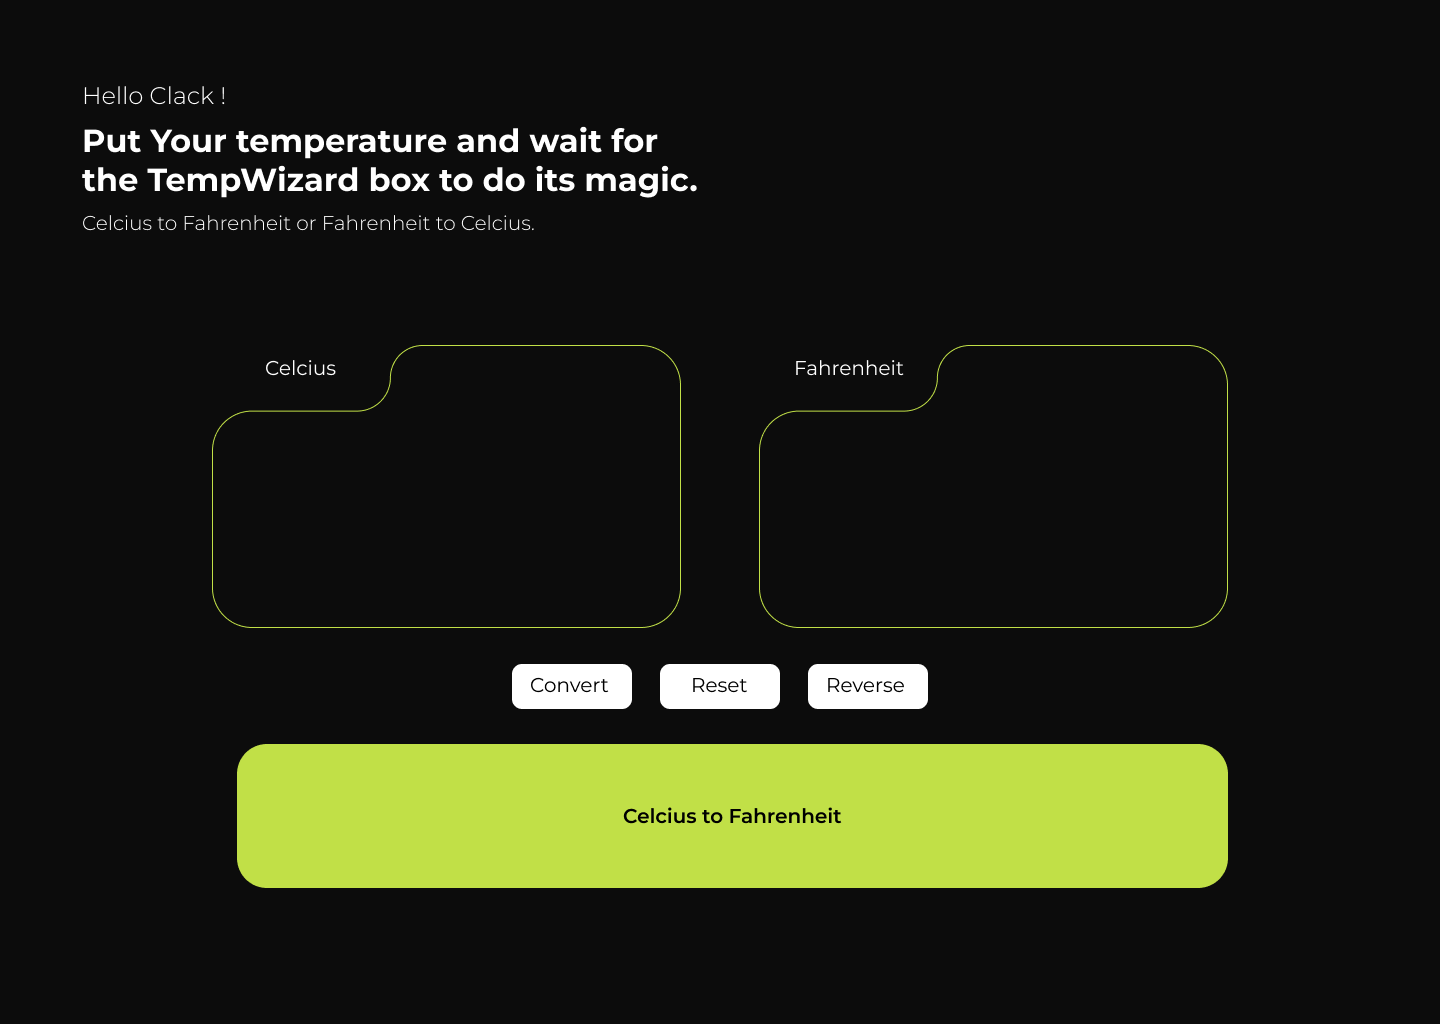 Hello Clack !
Put Your temperature and wait for
the TempWizard box to do its magic.
Celcius to Fahrenheit or Fahrenheit to Celcius.
Celcius
Fahrenheit
Convert
Reset
Reverse
Celcius to Fahrenheit